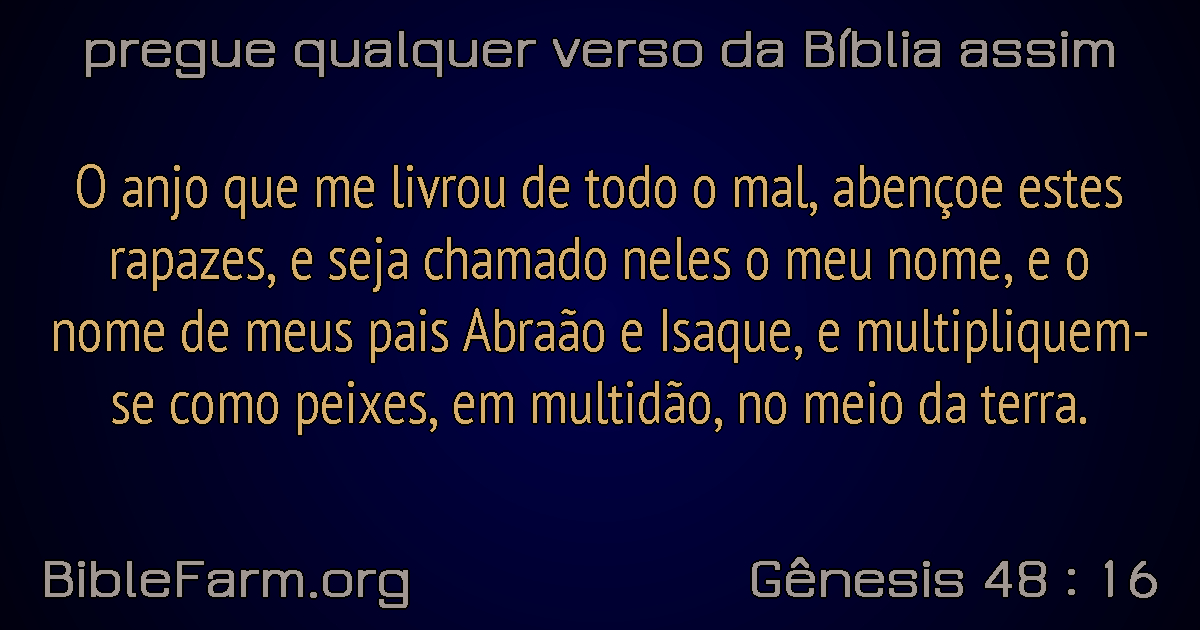 pregue qualquer verso da Bíblia assim
O anjo que me livrou de todo o mal, abençoe estes
rapazes, e seja chamado neles o meu nome, e o
nome de meus pais Abraão e Isaque, e multipliquem-
se como peixes, em multidão, no meio da terra.
BibleFarm.org
Gênesis 48 : 16